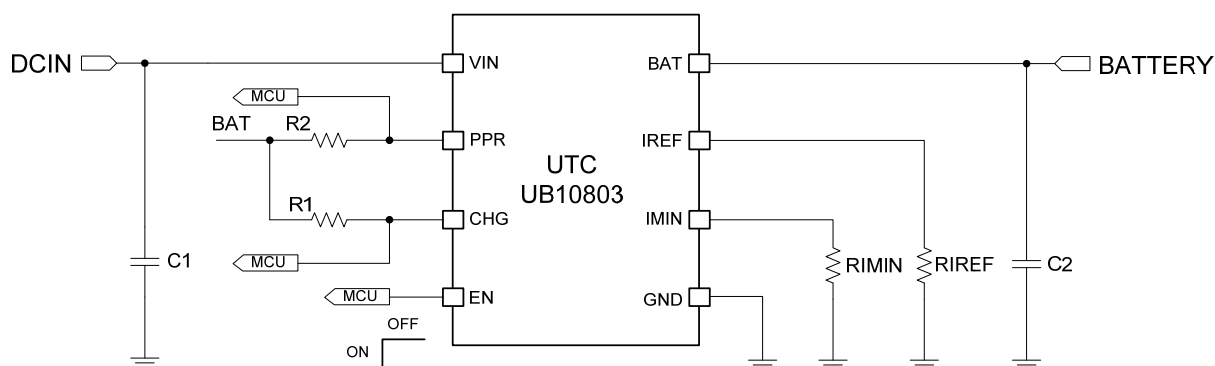 DCIN
VIN
BAT
BATTERY
MCU
BAT
R2
PPR
IREF
UTC
UB10803
R1
CHG
IMIN
MCU
C1
RIMIN
RIREF
C2
MCU
EN
GND
OFF
ON